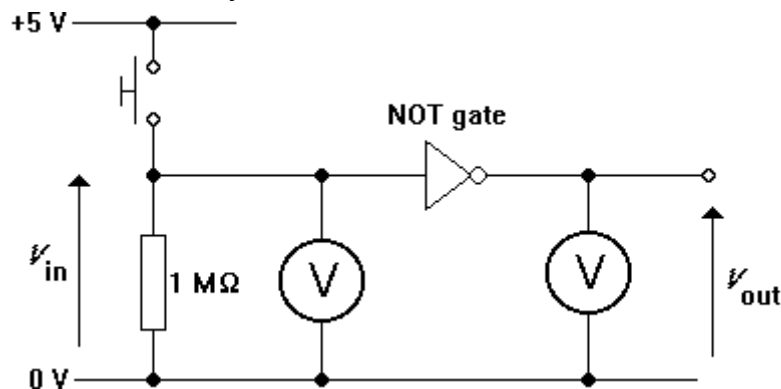 +5 V
NOT gate
V in
1 MΩ
V
V
V out
0 V